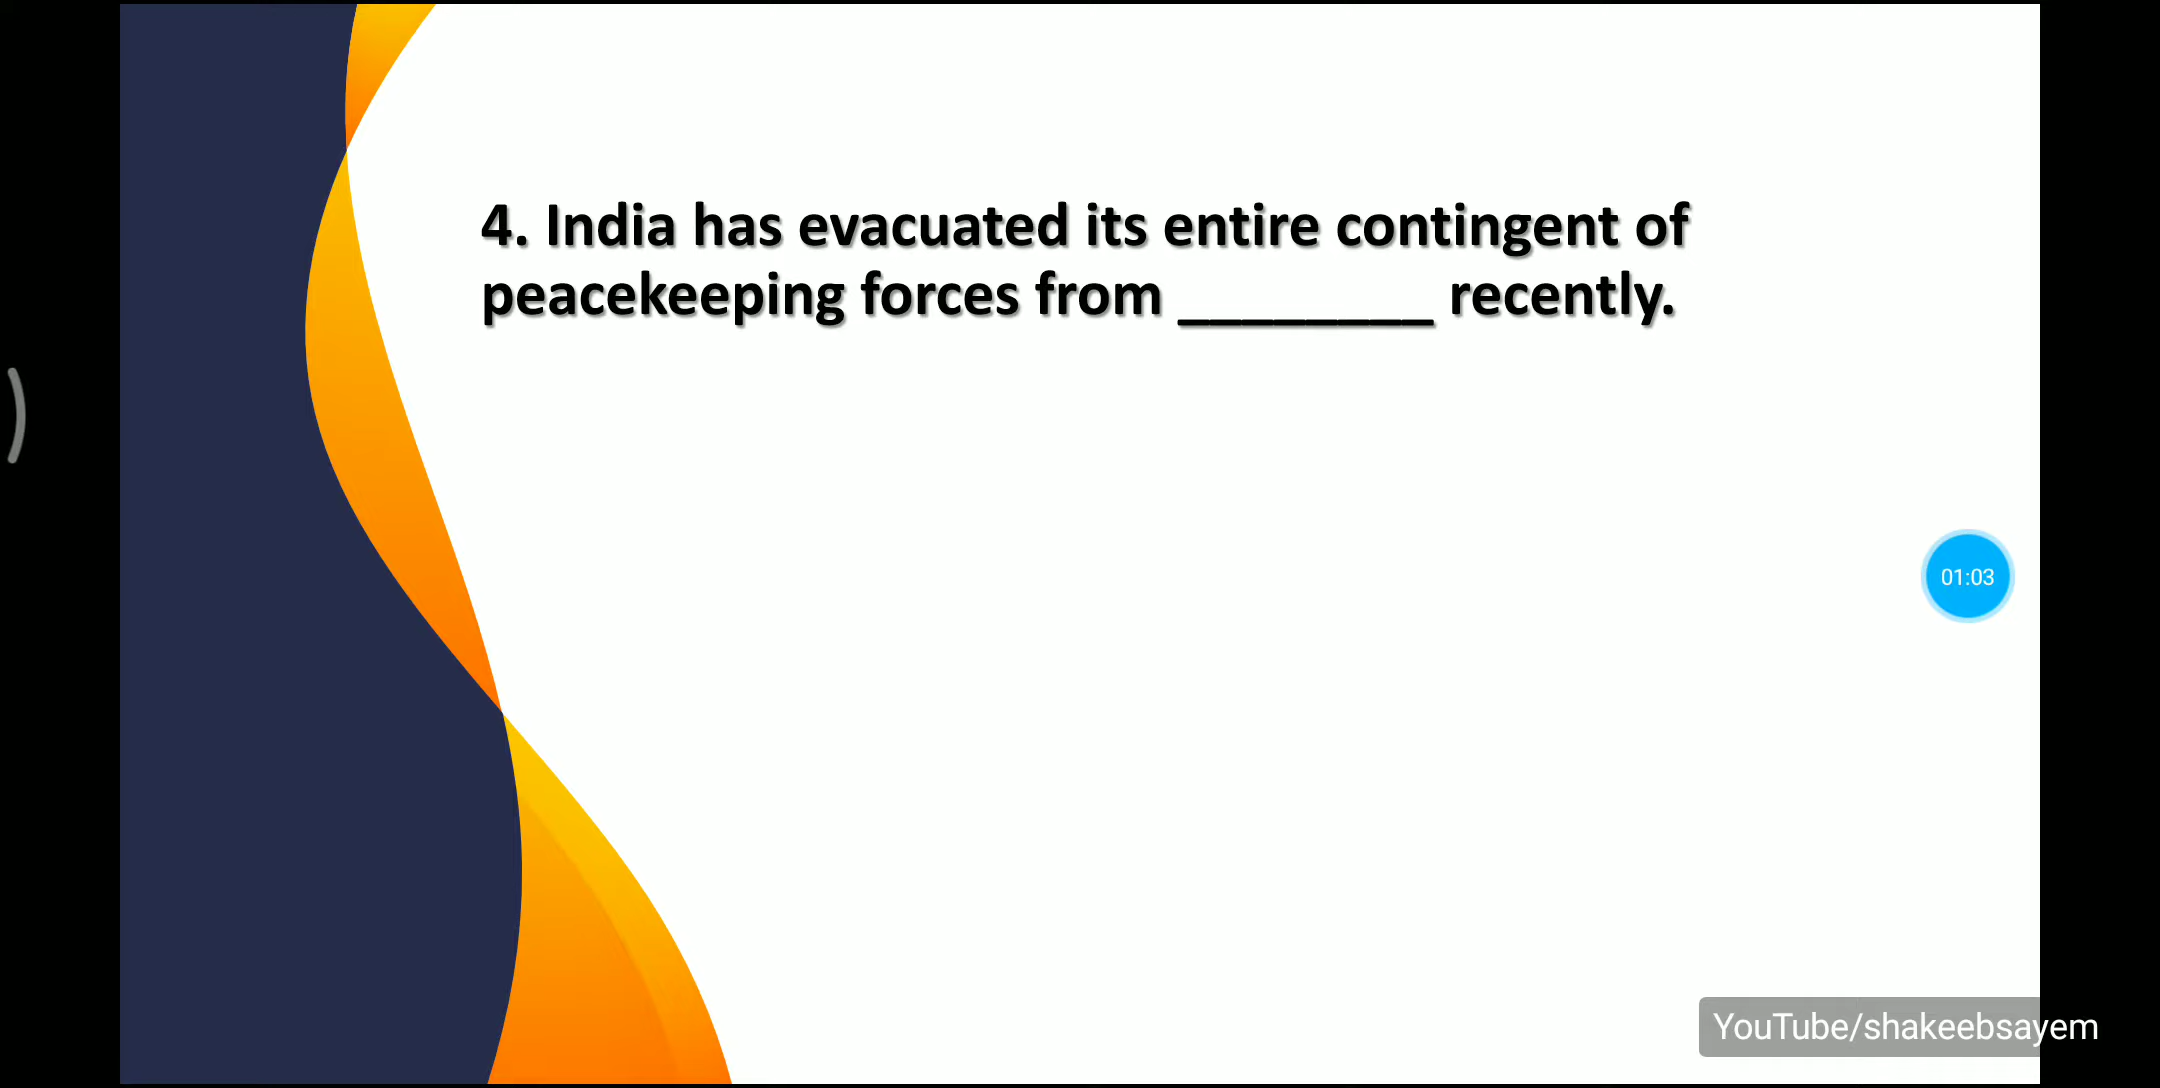 4. India has evacuated its entire contingent of
peacekeeping forces from ________ recently.
01:03
YouTube/shakeebsayem